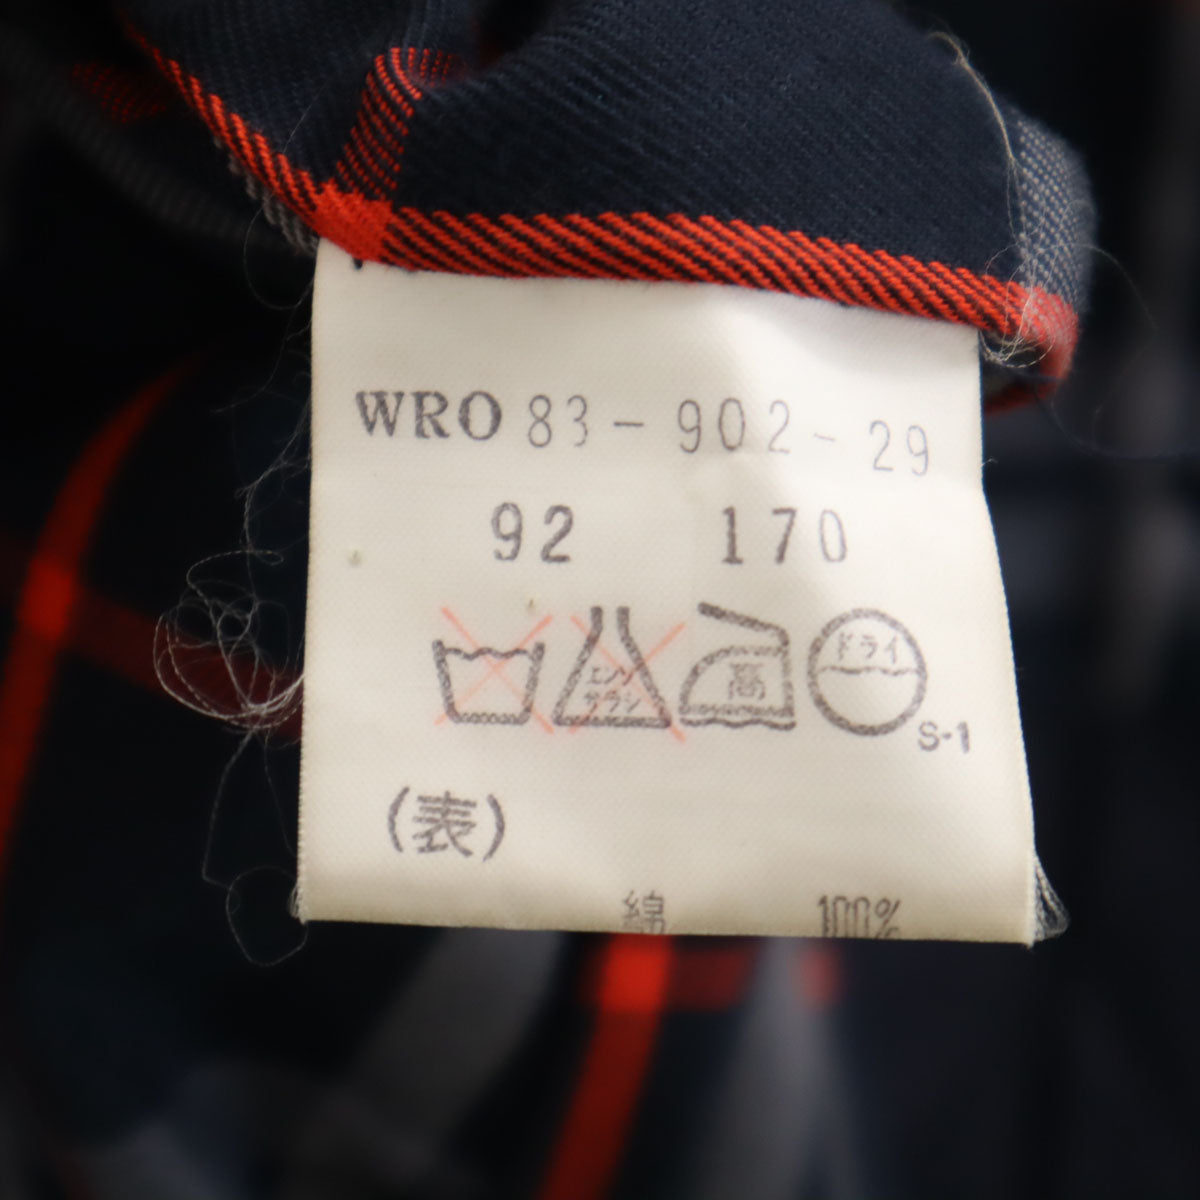 WRO 83-902-29
92 170
エンソ サラシ 高 ドライ
S-1
(表)
綿 100%